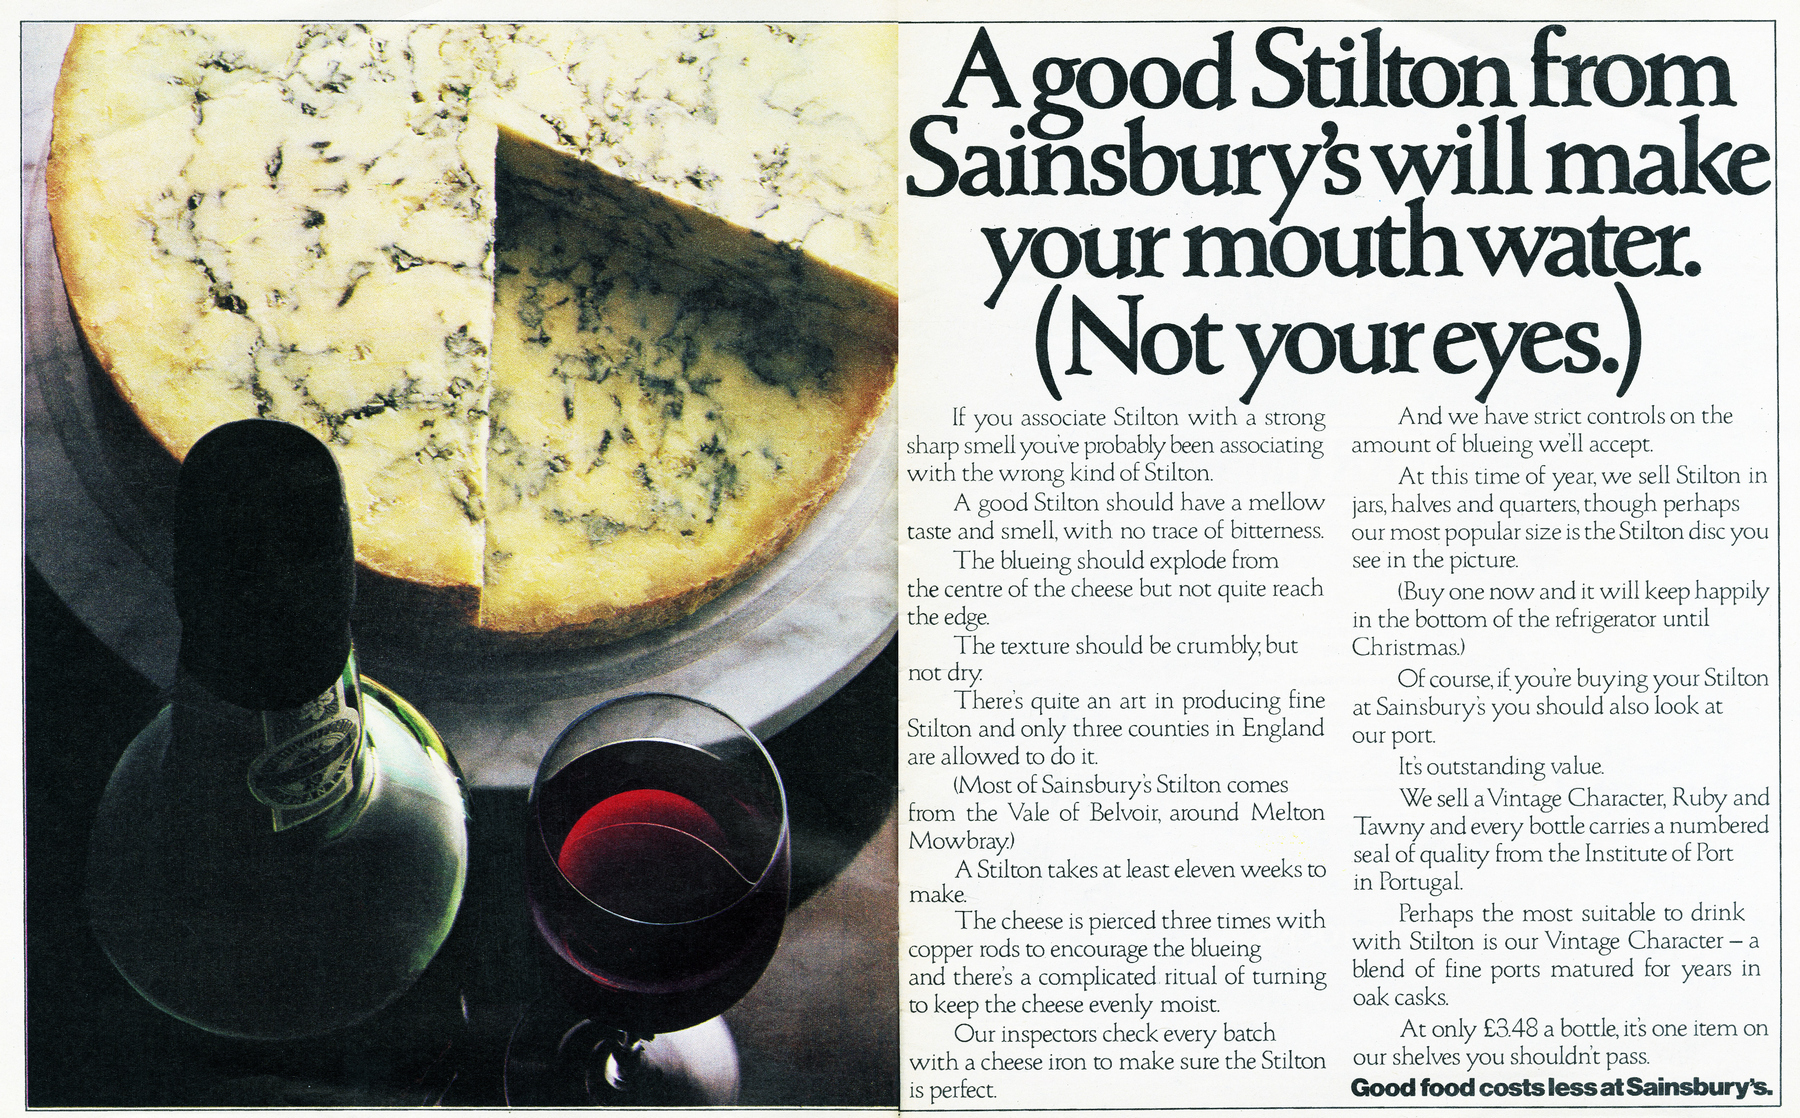 A good Stilton from
Sainsbury's will make
your mouth water.
(Not your eyes.)
If you associate Stilton with a strong
sharp smell you've probably been associating
with the wrong kind of Stilton.
A good Stilton should have a mellow
taste and smell, with no trace of bitterness.
The blueing should explode from
the centre of the cheese but not quite reach
the edge.
The texture should be crumbly, but
not dry.
There's quite an art in producing fine
Stilton and only three counties in England
are allowed to do it.
(Most of Sainsbury's Stilton comes
from the Vale of Belvoir, around Melton
Mowbray.)
A Stilton takes at least eleven weeks to
make.
The cheese is pierced three times with
copper rods to encourage the blueing
and there's a complicated ritual of turning
to keep the cheese evenly moist.
Our inspectors check every batch
with a cheese iron to make sure the Stilton
is perfect.
And we have strict controls on the
amount of blueing we'll accept.
At this time of year, we sell Stilton in
jars, halves and quarters, though perhaps
our most popular size is the Stilton disc you
see in the picture.
(Buy one now and it will keep happily
in the bottom of the refrigerator until
Christmas.)
Of course, if you're buying your Stilton
at Sainsbury's you should also look at
our port.
It's outstanding value.
We sell a Vintage Character, Ruby and
Tawny and every bottle carries a numbered
seal of quality from the Institute of Port
in Portugal.
Perhaps the most suitable to drink
with Stilton is our Vintage Character – a
blend of fine ports matured for years in
oak casks.
At only £3.48 a bottle, it's one item on
our shelves you shouldn't pass.
Good food costs less at Sainsbury's.